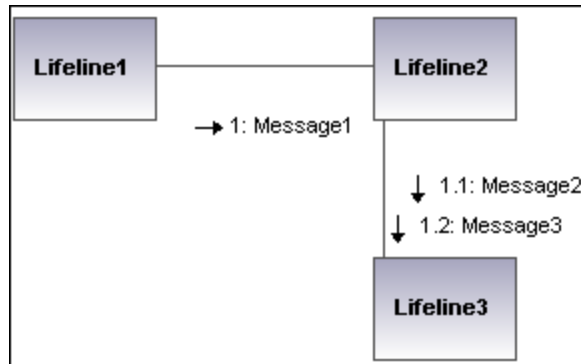 Lifeline1
Lifeline2
1: Message1
1.1: Message2
1.2: Message3
Lifeline3